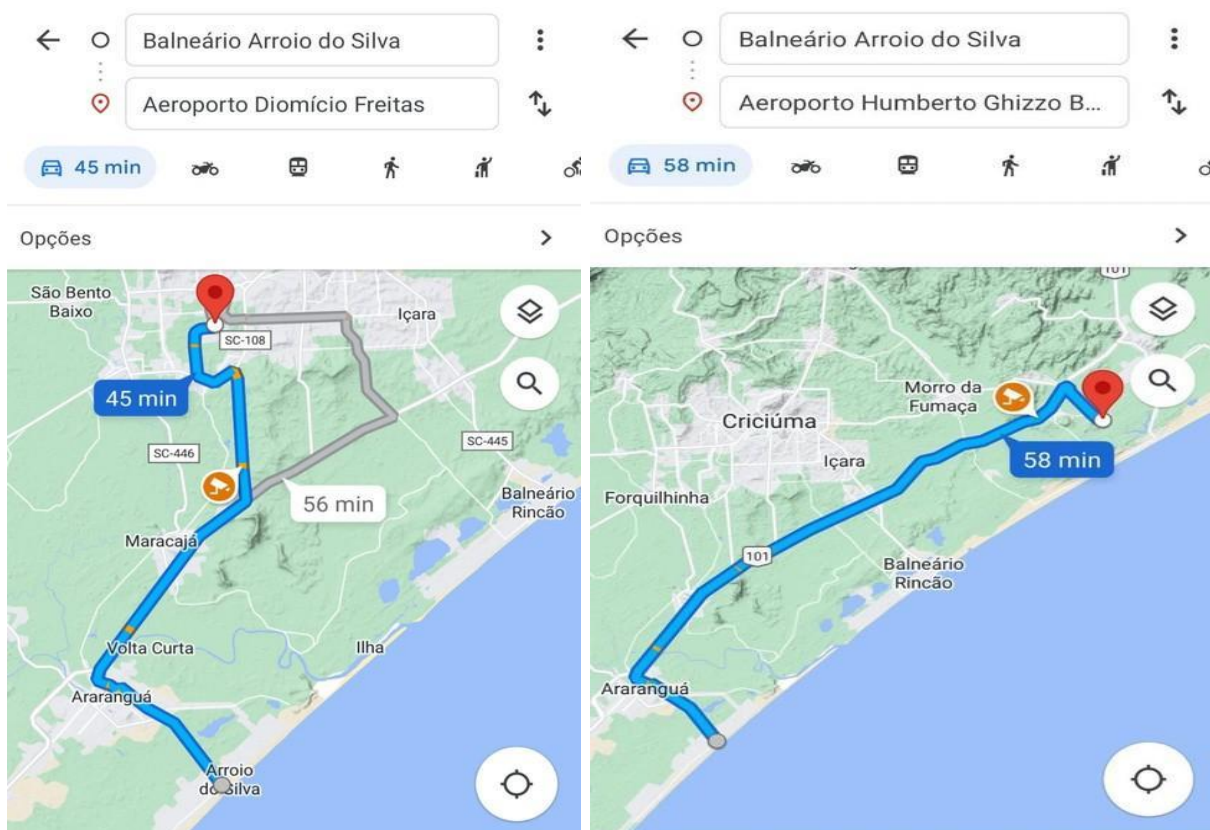 Balneário Arroio do Silva
Aeroporto Diomício Freitas
45 min
Opções
São Bento
Baixo
Içara
SC-108
45 min
SC-446
SC-445
56 min
Balneário
Rincão
Maracajá
Volta Curta
Ilha
Araranguá
Arroio
do Silva
Balneário Arroio do Silva
Aeroporto Humberto Ghizzo B...
58 min
Opções
101
Morro da
Fumaça
Criciúma
Içara
58 min
Forquilhinha
101
Balneário
Rincão
Araranguá